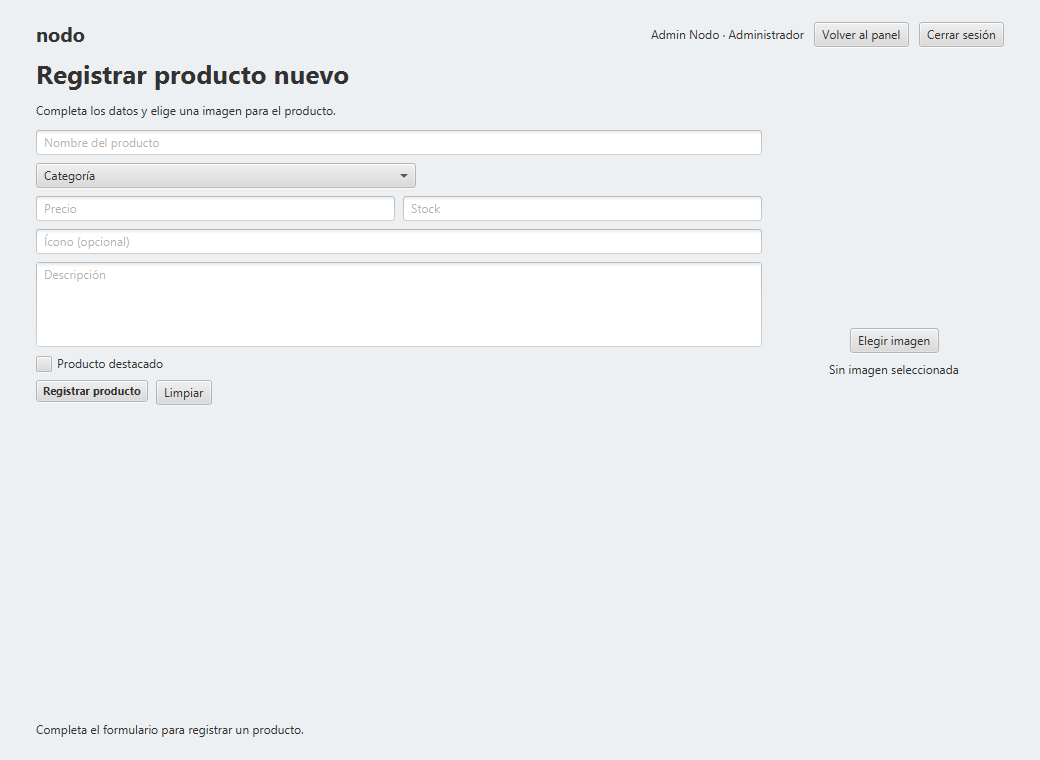 nodo
Admin Nodo · Administrador
Volver al panel
Cerrar sesión
Registrar producto nuevo
Completa los datos y elige una imagen para el producto.
Nombre del producto
Categoría
Precio
Stock
Ícono (opcional)
Descripción
Elegir imagen
Sin imagen seleccionada
Producto destacado
Registrar producto
Limpiar
Completa el formulario para registrar un producto.